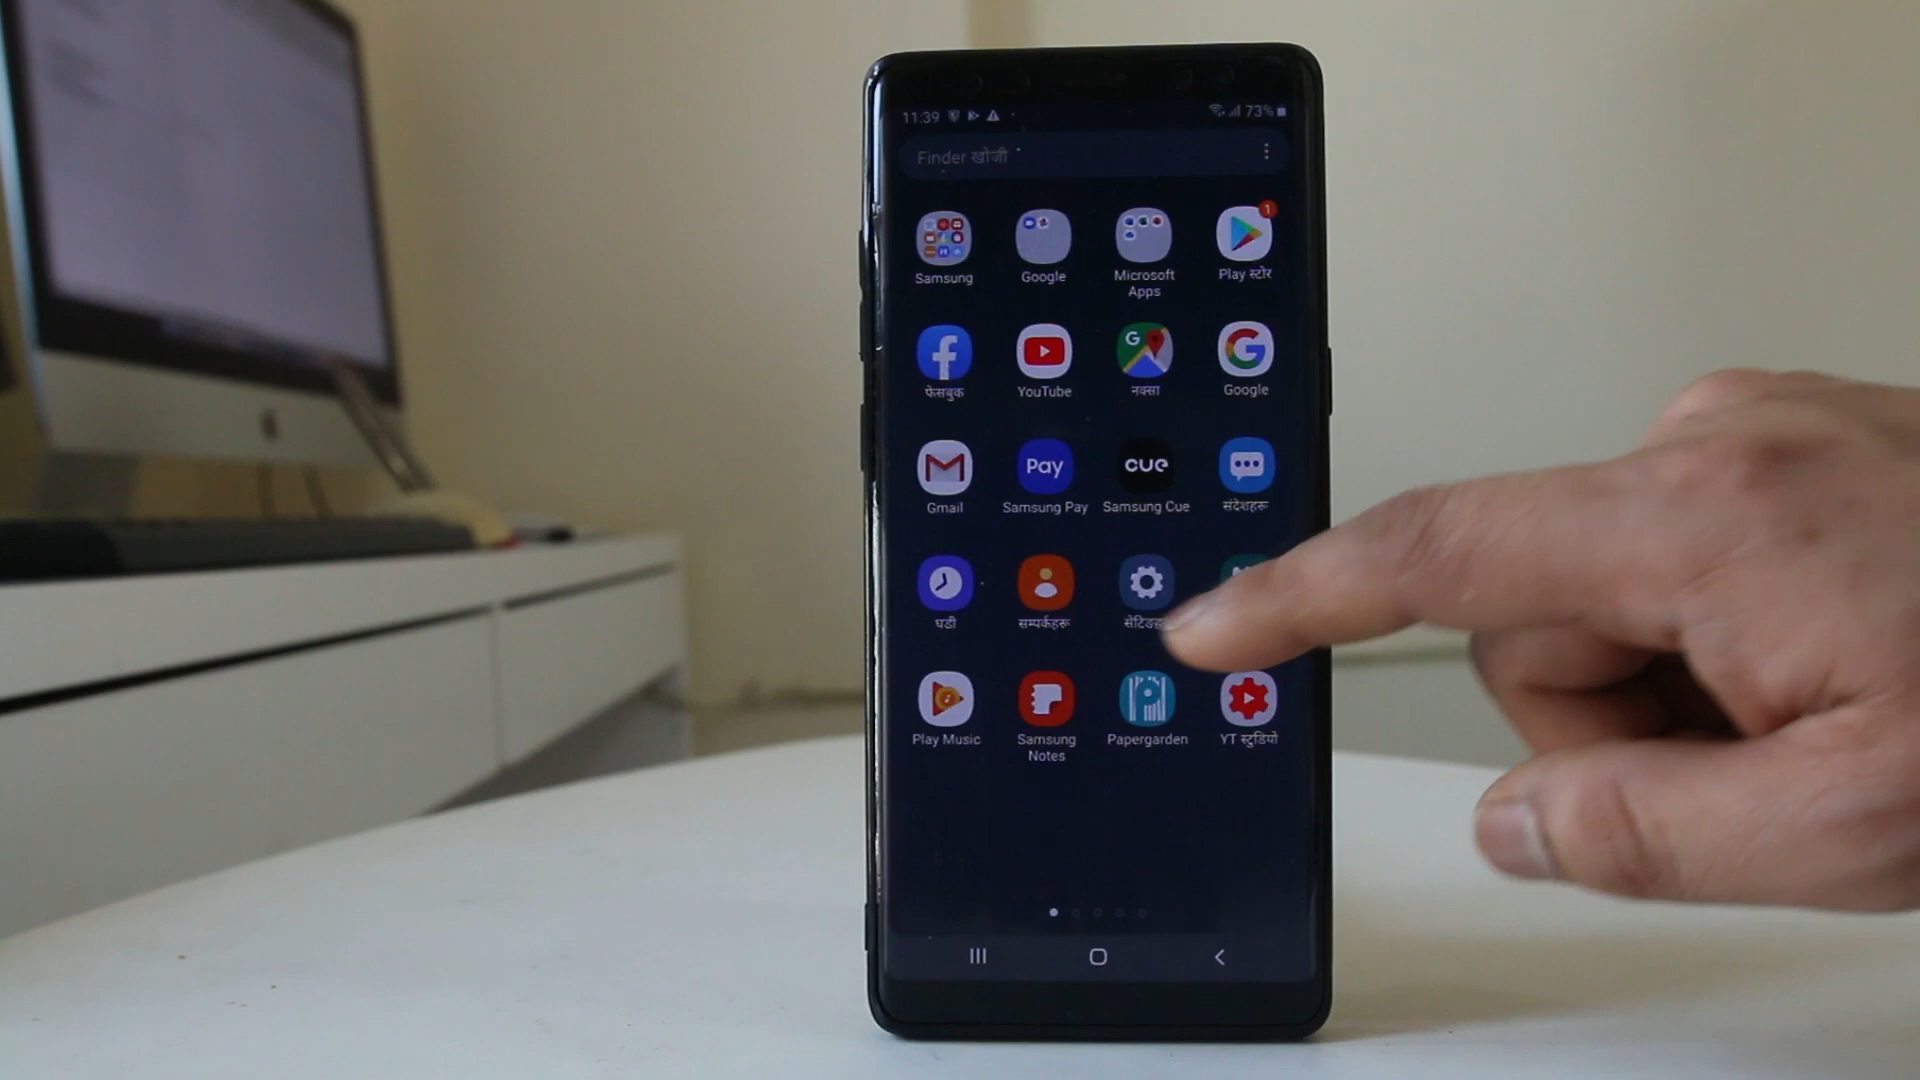 11:39
73%
Finder खोजी
Samsung
Google
Microsoft
Apps
Play स्टोर
1
फेसबुक
YouTube
नक्सा
Google
Gmail
Pay
Samsung Pay
cue
Samsung Cue
संदेशहरू
घडी
सम्पर्कहरू
Play Music
Samsung
Notes
Papergarden
YT स्टुडियो